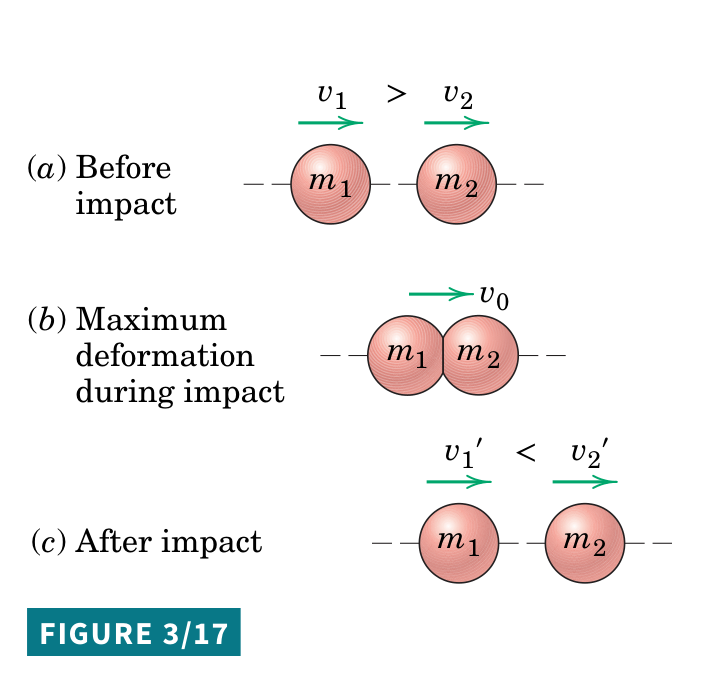 v₁ > v₂
(a) Before
impact
m₁ m₂
v₀
(b) Maximum
deformation
during impact
m₁ m₂
v₁′ < v₂′
(c) After impact
m₁ m₂
FIGURE 3/17